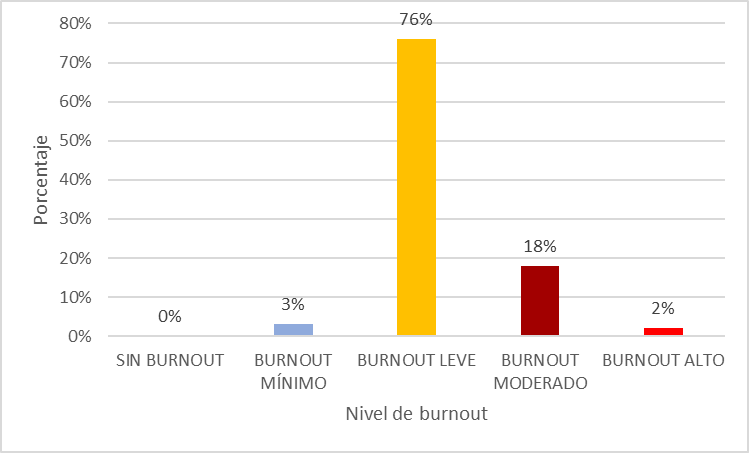 80%
70%
60%
50%
40%
30%
20%
10%
0%
Porcentaje
0%
3%
76%
18%
2%
SIN BURNOUT
BURNOUT
MÍNIMO
BURNOUT LEVE
BURNOUT
MODERADO
BURNOUT ALTO
Nivel de burnout